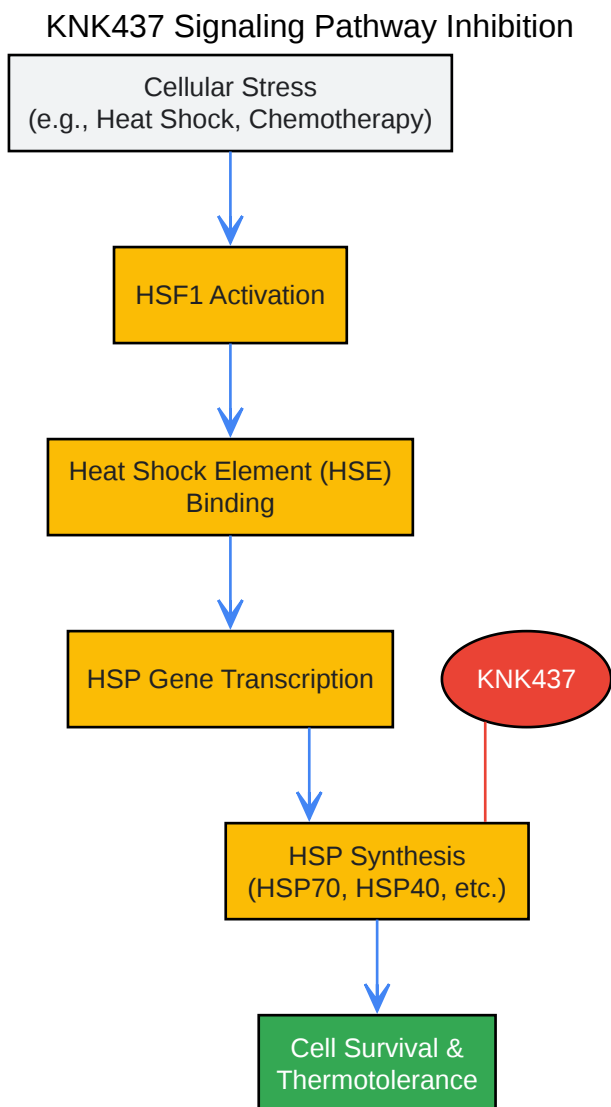 KNK437 Signaling Pathway Inhibition
Cellular Stress
(e.g., Heat Shock, Chemotherapy)
HSF1 Activation
Heat Shock Element (HSE)
Binding
HSP Gene Transcription
KNK437
HSP Synthesis
(HSP70, HSP40, etc.)
Cell Survival &
Thermotolerance